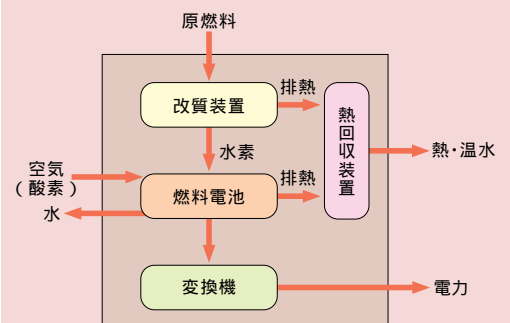 原燃料
改質装置
排熱
熱回収装置
水素
熱・温水
空気
（酸素）
燃料電池
排熱
水
変換機
電力